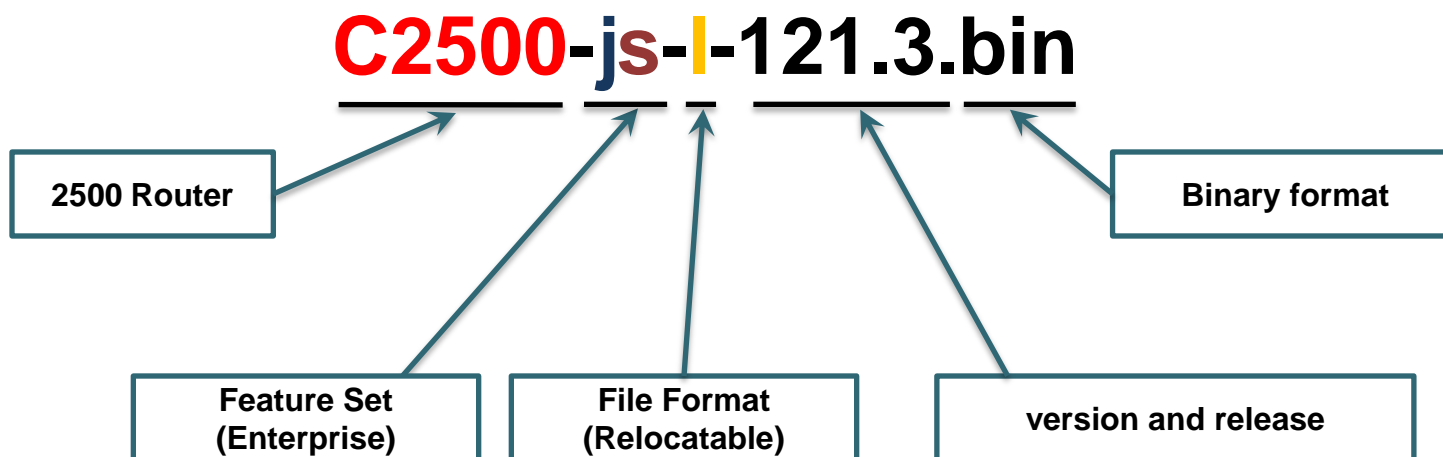 C2500-js-l-121.3.bin
2500 Router
Binary format
Feature Set
(Enterprise)
File Format
(Relocatable)
version and release